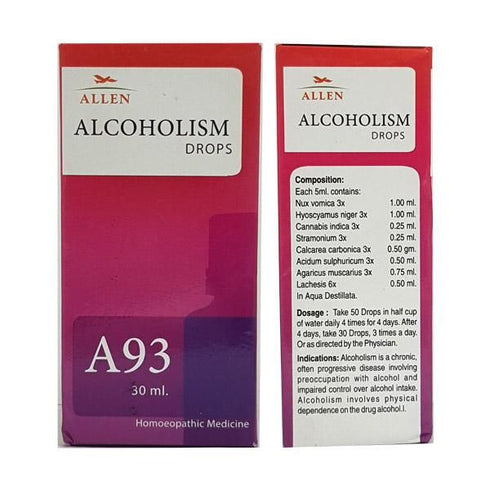 ALLEN
ALCOHOLISM
DROPS
A93
30 ml.
Homoeopathic Medicine
ALLEN
ALCOHOLISM
DROPS
Composition:
Each 5ml. contains:
Nux vomica 3x 1.00 ml.
Hyoscyamus niger 3x 1.00 ml.
Cannabis indica 3x 0.25 ml.
Stramonium 3x 0.25 ml.
Calcarea carbonica 3x 0.50 gm.
Acidum sulphuricum 3x 0.50 ml.
Agaricus muscarius 3x 0.75 ml.
Lachesis 6x 0.50 ml.
In Aqua Destillata.
Dosage : Take 50 Drops in half cup
of water daily 4 times for 4 days. After
4 days, take 30 Drops, 3 times a day.
Or as directed by the Physician.
Indications: Alcoholism is a chronic,
often progressive disease involving
preoccupation with alcohol and
impaired control over alcohol intake.
Alcoholism involves physical
dependence on the drug alcohol.l.